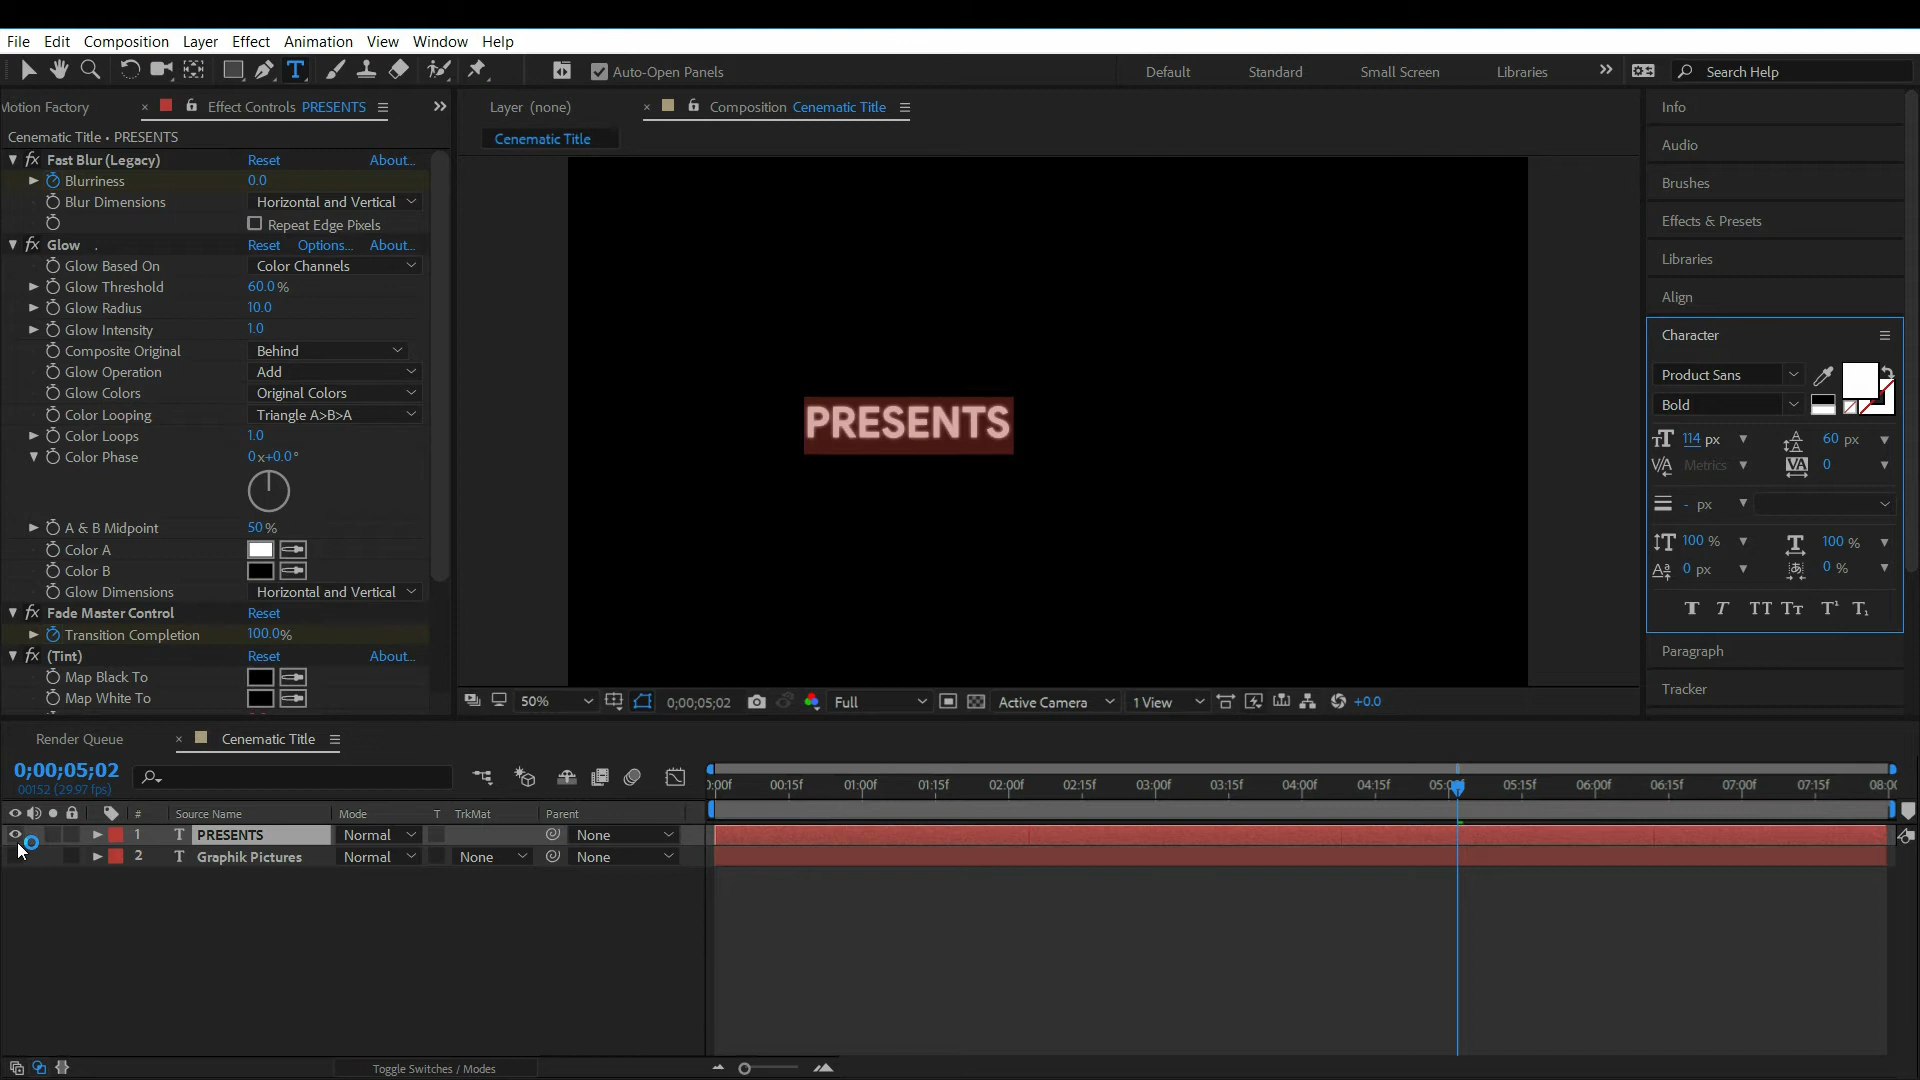 File Edit Composition Layer Effect Animation View Window Help
Auto-Open Panels Default Standard Small Screen Libraries Search Help
Motion Factory Effect Controls PRESENTS Layer (none) Composition Cenematic Title Info
Cenematic Title • PRESENTS Cenematic Title
Fast Blur (Legacy) Reset About...
Blurriness 0.0
Blur Dimensions Horizontal and Vertical
Repeat Edge Pixels
Glow Reset Options... About...
Glow Based On Color Channels
Glow Threshold 60.0 %
Glow Radius 10.0
Glow Intensity 1.0
Composite Original Behind
Glow Operation Add
Glow Colors Original Colors
Color Looping Triangle A>B>A
Color Loops 1.0
Color Phase 0 x+0.0 °
A & B Midpoint 50 %
Color A
Color B
Glow Dimensions Horizontal and Vertical
Fade Master Control Reset
Transition Completion 100.0%
(Tint) Reset About...
Map Black To
Map White To
PRESENTS
50% 0;00;05;02 Full Active Camera 1 View +0.0
Audio
Brushes
Effects & Presets
Libraries
Align
Character
Product Sans
Bold
114 px 60 px
Metrics 0
- px
100 % 100 %
0 px 0 %
T T TT Tt T¹ T₁
Paragraph
Tracker
Render Queue Cenematic Title
0;00;05;02
00152 (29.97 fps)
:00f 00:15f 01:00f 01:15f 02:00f 02:15f 03:00f 03:15f 04:00f 04:15f 05:00f 05:15f 06:00f 06:15f 07:00f 07:15f 08:00f
# Source Name Mode T TrkMat Parent
1 T PRESENTS Normal None
2 T Graphik Pictures Normal None None
Toggle Switches / Modes